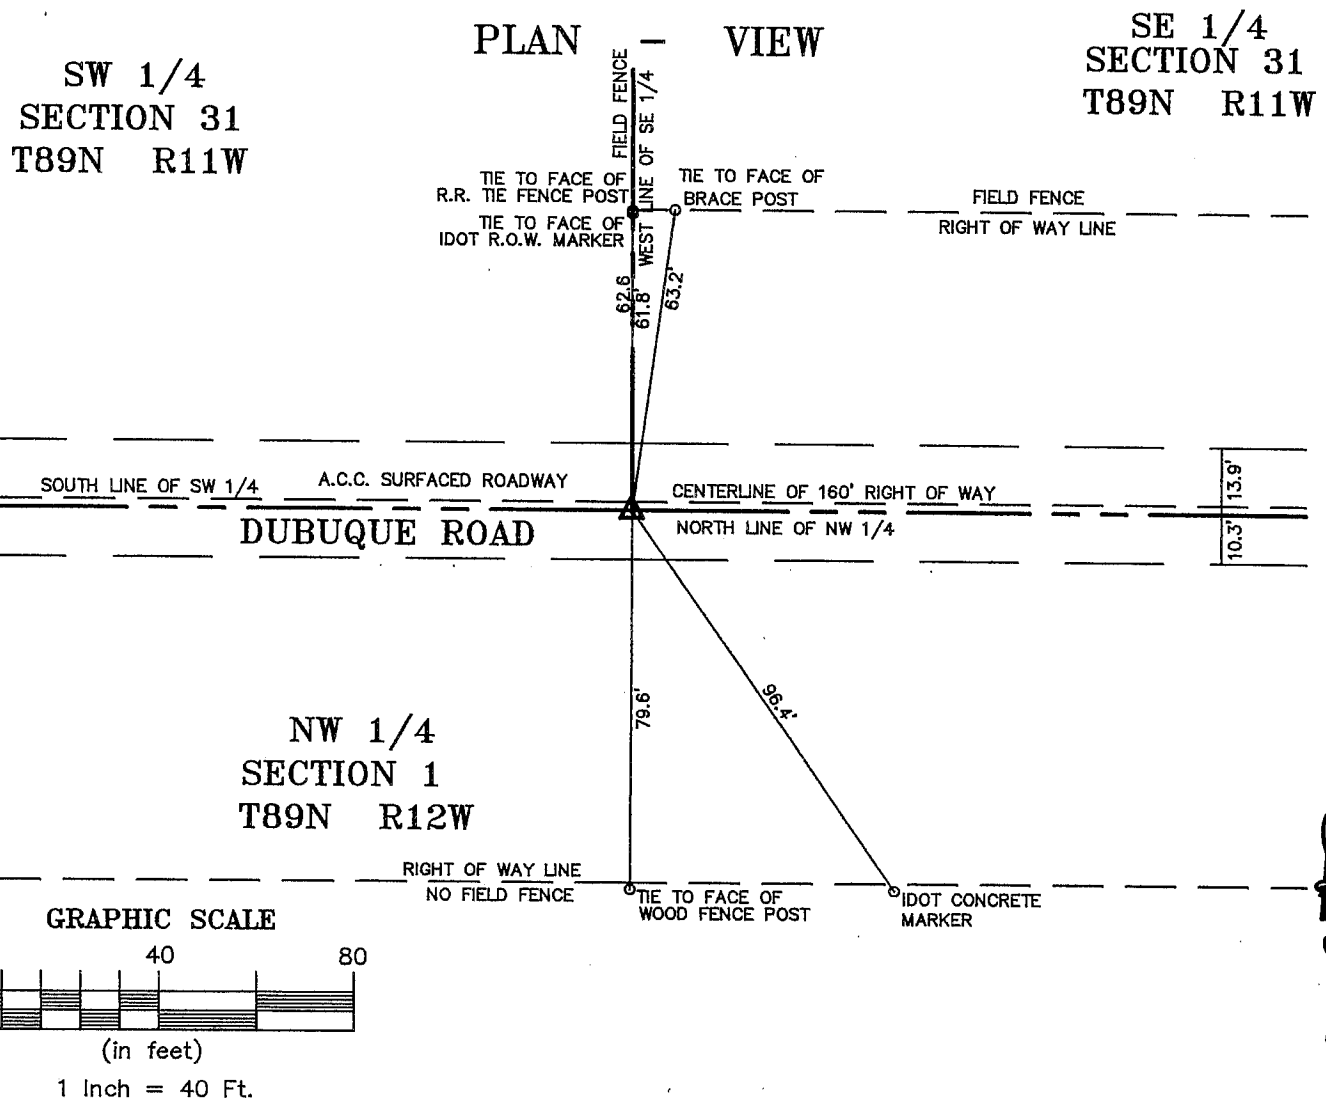 PLAN - VIEW
SW 1/4
SECTION 31
T89N R11W
SE 1/4
SECTION 31
T89N R11W
FIELD FENCE
WEST LINE OF SE 1/4
TIE TO FACE OF
R.R. TIE FENCE POST
TIE TO FACE OF
IDOT R.O.W. MARKER
TIE TO FACE OF
BRACE POST
FIELD FENCE
RIGHT OF WAY LINE
62.6
61.8'
63.2'
SOUTH LINE OF SW 1/4
A.C.C. SURFACED ROADWAY
CENTERLINE OF 160' RIGHT OF WAY
DUBUQUE ROAD
NORTH LINE OF NW 1/4
13.9'
10.3'
79.6'
96.4'
NW 1/4
SECTION 1
T89N R12W
RIGHT OF WAY LINE
NO FIELD FENCE
TIE TO FACE OF
WOOD FENCE POST
IDOT CONCRETE
MARKER
GRAPHIC SCALE
40 80
(in feet)
1 Inch = 40 Ft.